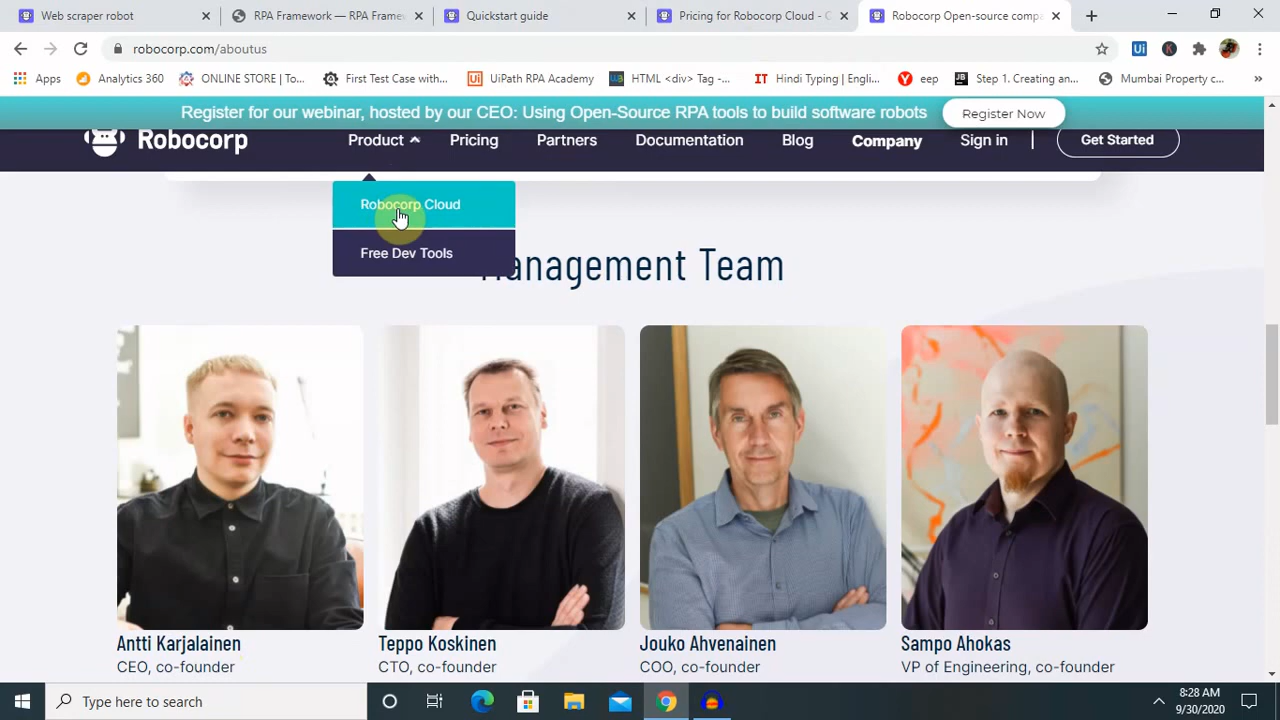 Web scraper robot
RPA Framework — RPA Framew
Quickstart guide
Pricing for Robocorp Cloud - C
Robocorp Open-source compa
robocorp.com/aboutus
Apps
Analytics 360
ONLINE STORE | To...
First Test Case with...
UiPath RPA Academy
HTML <div> Tag -...
Hindi Typing | Engli...
eep
Step 1. Creating an...
Mumbai Property c...
Register for our webinar, hosted by our CEO: Using Open-Source RPA tools to build software robots
Register Now
Robocorp
Product
Pricing
Partners
Documentation
Blog
Company
Sign in
Get Started
Robocorp Cloud
Free Dev Tools
anagement Team
Antti Karjalainen
CEO, co-founder
Teppo Koskinen
CTO, co-founder
Jouko Ahvenainen
COO, co-founder
Sampo Ahokas
VP of Engineering, co-founder
Type here to search
8:28 AM
9/30/2020